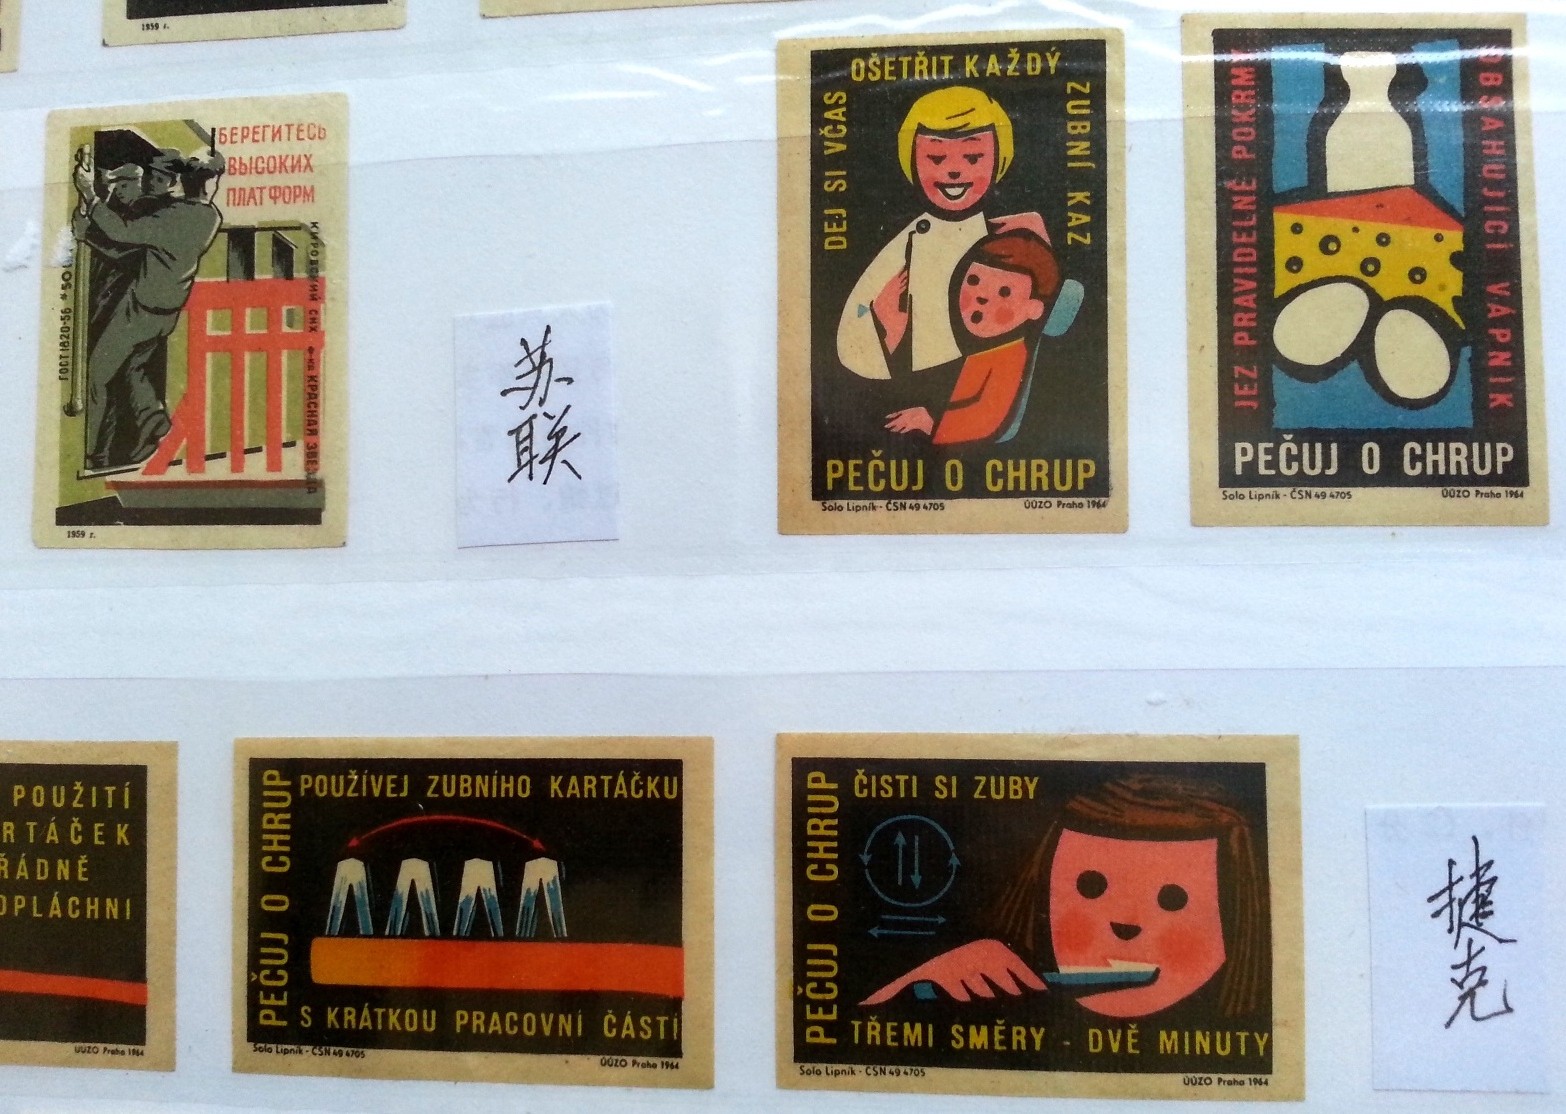 1959 г.
БЕРЕГИТЕСЬ
ВЫСОКИХ
ПЛАТФОРМ
ГОСТ 1820-56 * 50
КИРОВСКИЙ СНХ Ф-КА КРАСНАЯ ЗВЕЗДА
1959 г.
苏
联
DEJ SI VČAS
OŠETŘIT KAŽDÝ
ZUBNÍ KAZ
PEČUJ O CHRUP
Solo Lipník - ČSN 49 4705
ÚÚZO Praha 1964
JEZ PRAVIDELNĚ POKRMY
OBSAHUJÍCÍ VÁPNÍK
PEČUJ O CHRUP
Solo Lipník - ČSN 49 4705
ÚÚZO Praha 1964
POUŽITÍ
RTÁČEK
ŘÁDNĚ
OPLÁCHNI
ÚÚZO Praha 1964
PEČUJ O CHRUP
POUŽÍVEJ ZUBNÍHO KARTÁČKU
S KRÁTKOU PRACOVNÍ ČÁSTÍ
Solo Lipník - ČSN 49 4705
ÚÚZO Praha 1964
PEČUJ O CHRUP
ČISTI SI ZUBY
TŘEMI SMĚRY - DVĚ MINUTY
Solo Lipník - ČSN 49 4705
ÚÚZO Praha 1964
捷
克